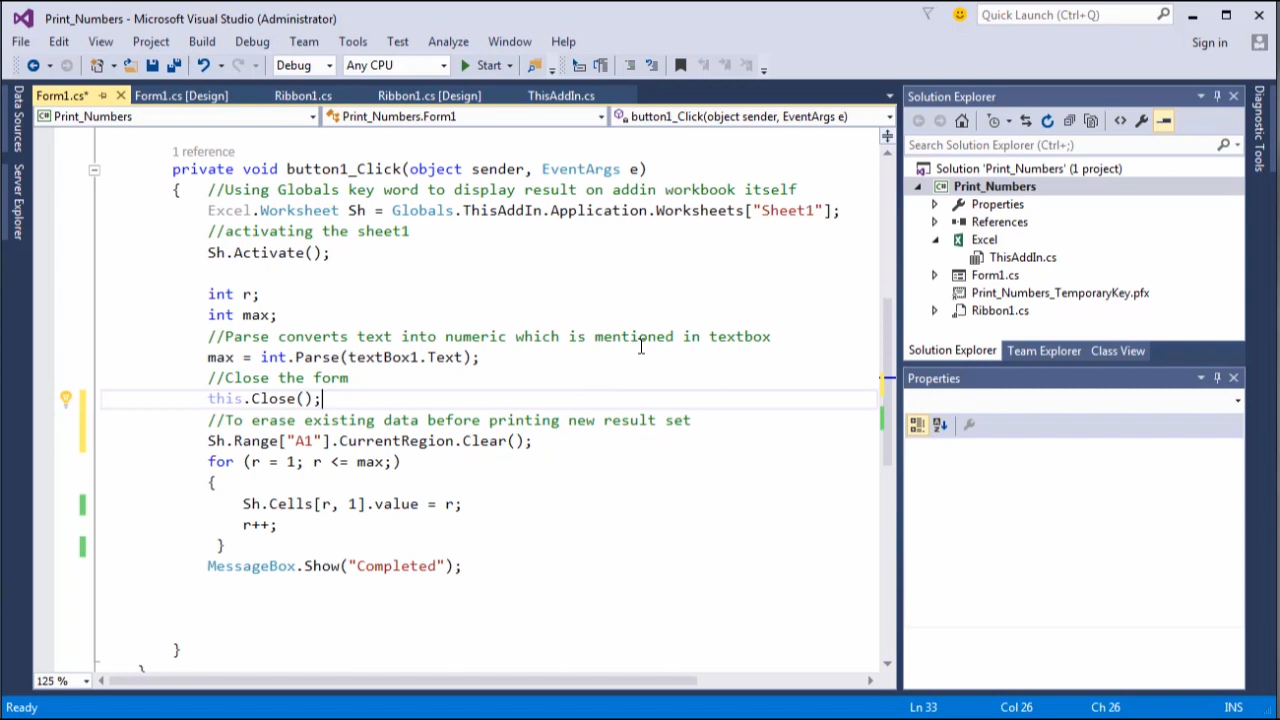 Print_Numbers - Microsoft Visual Studio (Administrator)
Quick Launch (Ctrl+Q)
File Edit View Project Build Debug Team Tools Test Analyze Window Help
Sign in
Debug Any CPU Start
Form1.cs* Form1.cs [Design] Ribbon1.cs Ribbon1.cs [Design] ThisAddIn.cs
Print_Numbers Print_Numbers.Form1 button1_Click(object sender, EventArgs e)
Data Sources
Server Explorer
1 reference
private void button1_Click(object sender, EventArgs e)
{ //Using Globals key word to display result on addin workbook itself
Excel.Worksheet Sh = Globals.ThisAddIn.Application.Worksheets["Sheet1"];
//activating the sheet1
Sh.Activate();
int r;
int max;
//Parse converts text into numeric which is mentioned in textbox
max = int.Parse(textBox1.Text);
//Close the form
this.Close();
//To erase existing data before printing new result set
Sh.Range["A1"].CurrentRegion.Clear();
for (r = 1; r <= max;)
{
Sh.Cells[r, 1].value = r;
r++;
}
MessageBox.Show("Completed");
}
125 %
Solution Explorer
Search Solution Explorer (Ctrl+;)
Solution 'Print_Numbers' (1 project)
Print_Numbers
Properties
References
Excel
ThisAddIn.cs
Form1.cs
Print_Numbers_TemporaryKey.pfx
Ribbon1.cs
Solution Explorer Team Explorer Class View
Properties
Diagnostic Tools
Ready Ln 33 Col 26 Ch 26 INS